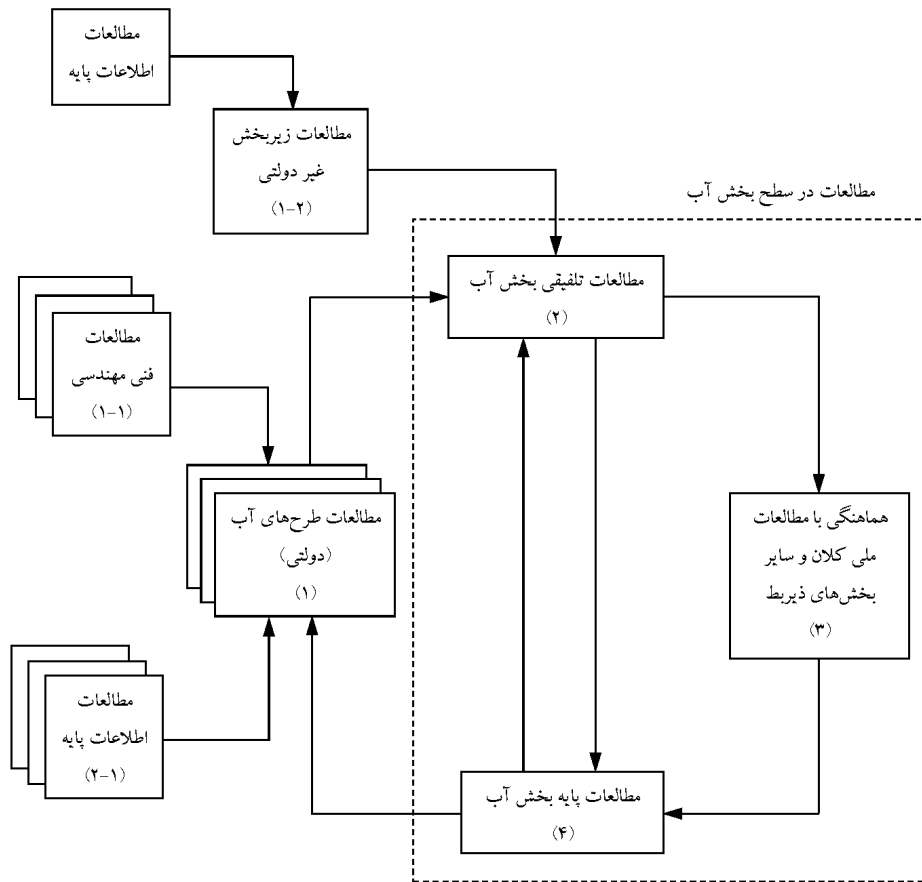 مطالعات
اطلاعات پایه
مطالعات زیربخش
غیر دولتی
(۱-۲)
مطالعات در سطح بخش آب
مطالعات تلفیقی بخش آب
(۲)
مطالعات
فنی مهندسی
(۱-۱)
مطالعات طرح‌های آب
(دولتی)
(۱)
هماهنگی با مطالعات
ملی کلان و سایر
بخش‌های ذیربط
(۳)
مطالعات
اطلاعات پایه
(۲-۱)
مطالعات پایه بخش آب
(۴)